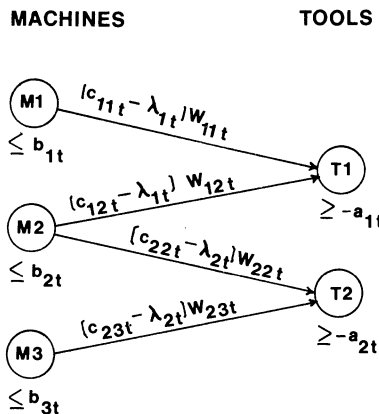 MACHINES TOOLS
M1
≤ b1t
[c11t - λ1t] W11t
T1
≥ -a1t
[c12t - λ1t] W12t
M2
≤ b2t
[c22t - λ2t] W22t
T2
≥ -a2t
[c23t - λ2t] W23t
M3
≤ b3t